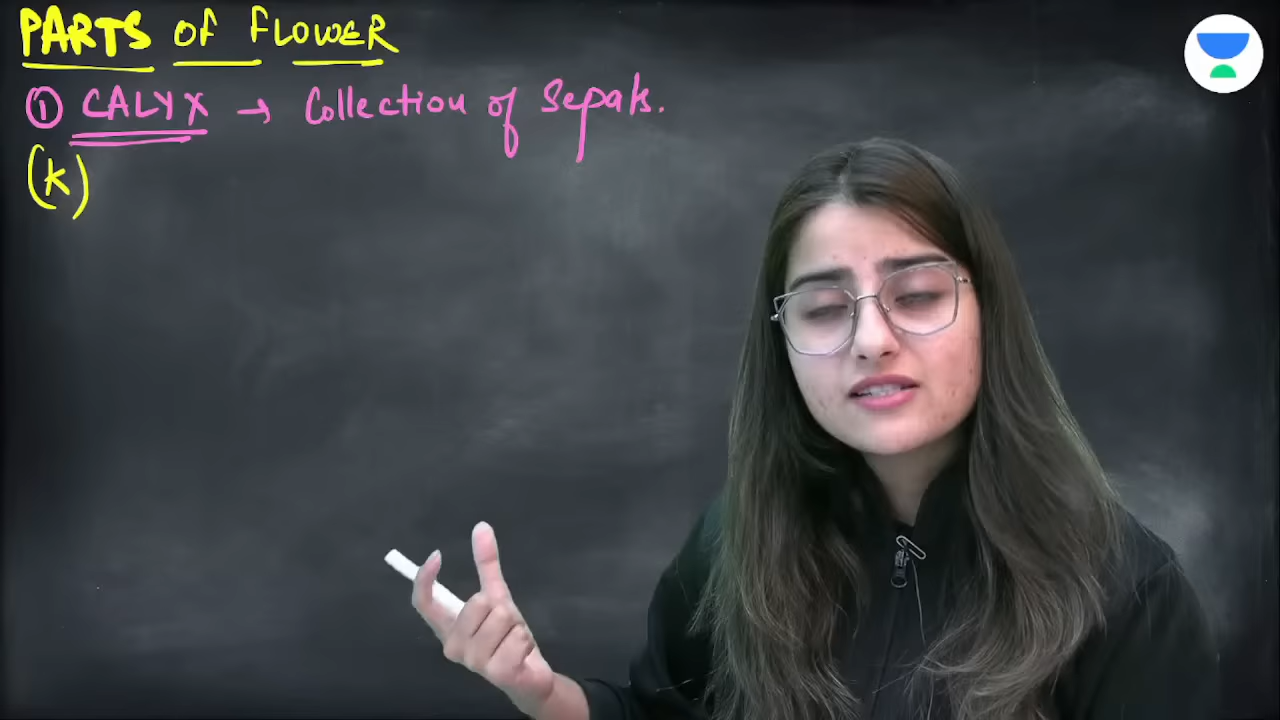 PARTS of fLOWER
① CALYX → Collection of Sepals.
(K)